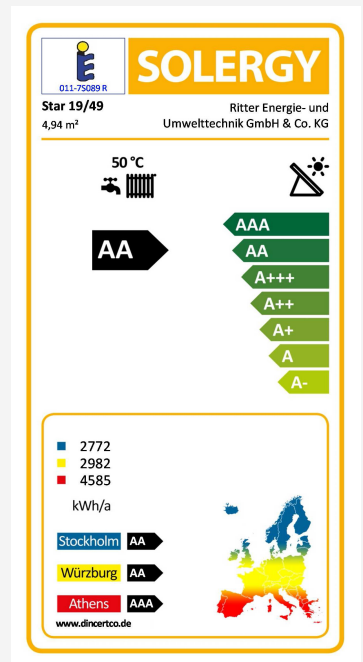 SOLERGY
011-7S089 R
Star 19/49
4,94 m²
Ritter Energie- und
Umwelttechnik GmbH & Co. KG
50 °C
AA
AAA
AA
A+++
A++
A+
A
A-
2772
2982
4585
kWh/a
Stockholm AA
Würzburg AA
Athens AAA
www.dincertco.de